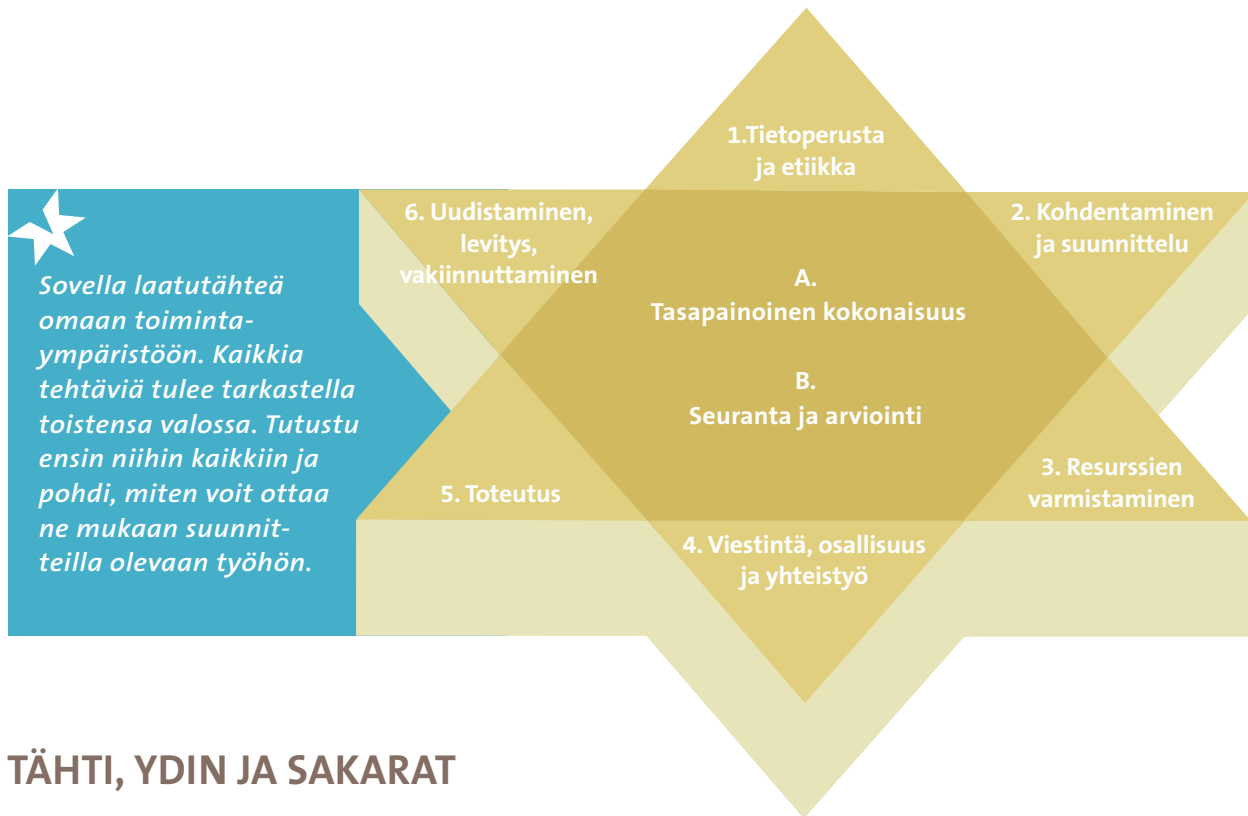 1.Tietoperusta
ja etiikka
2. Kohdentaminen
ja suunnittelu
3. Resurssien
varmistaminen
4. Viestintä, osallisuus
ja yhteistyö
5. Toteutus
6. Uudistaminen,
levitys,
vakiinnuttaminen
A.
Tasapainoinen kokonaisuus
B.
Seuranta ja arviointi
Sovella laatutähteä
omaan toiminta-
ympäristöön. Kaikkia
tehtäviä tulee tarkastella
toistensa valossa. Tutustu
ensin niihin kaikkiin ja
pohdi, miten voit ottaa
ne mukaan suunnit-
teilla olevaan työhön.
TÄHTI, YDIN JA SAKARAT